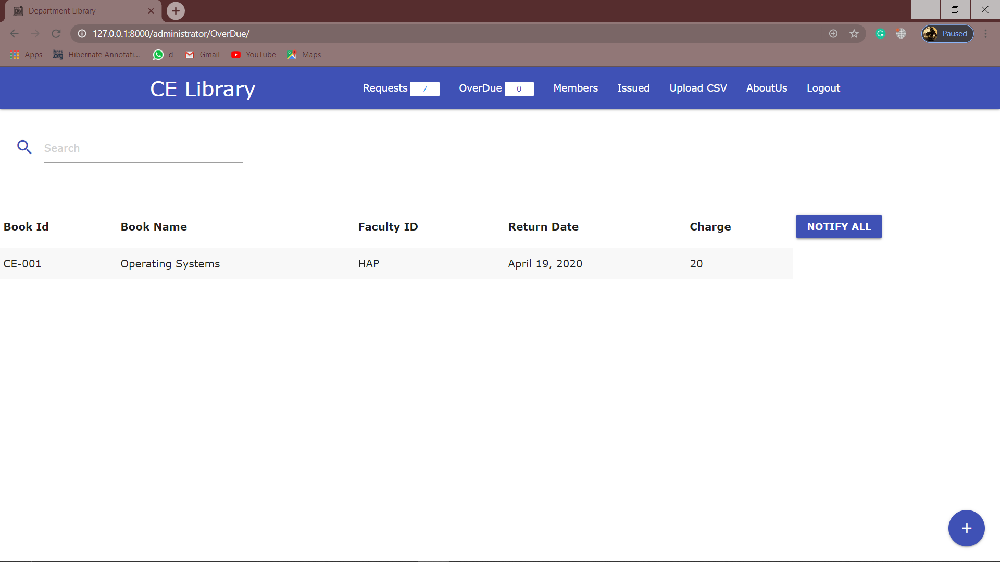 Department Library
127.0.0.1:8000/administrator/OverDue/
Paused
Apps
Hibernate Annotati...
d
Gmail
YouTube
Maps
CE Library
Requests 7
OverDue 0
Members
Issued
Upload CSV
AboutUs
Logout
Search
Book Id Book Name Faculty ID Return Date Charge NOTIFY ALL
CE-001 Operating Systems HAP April 19, 2020 20